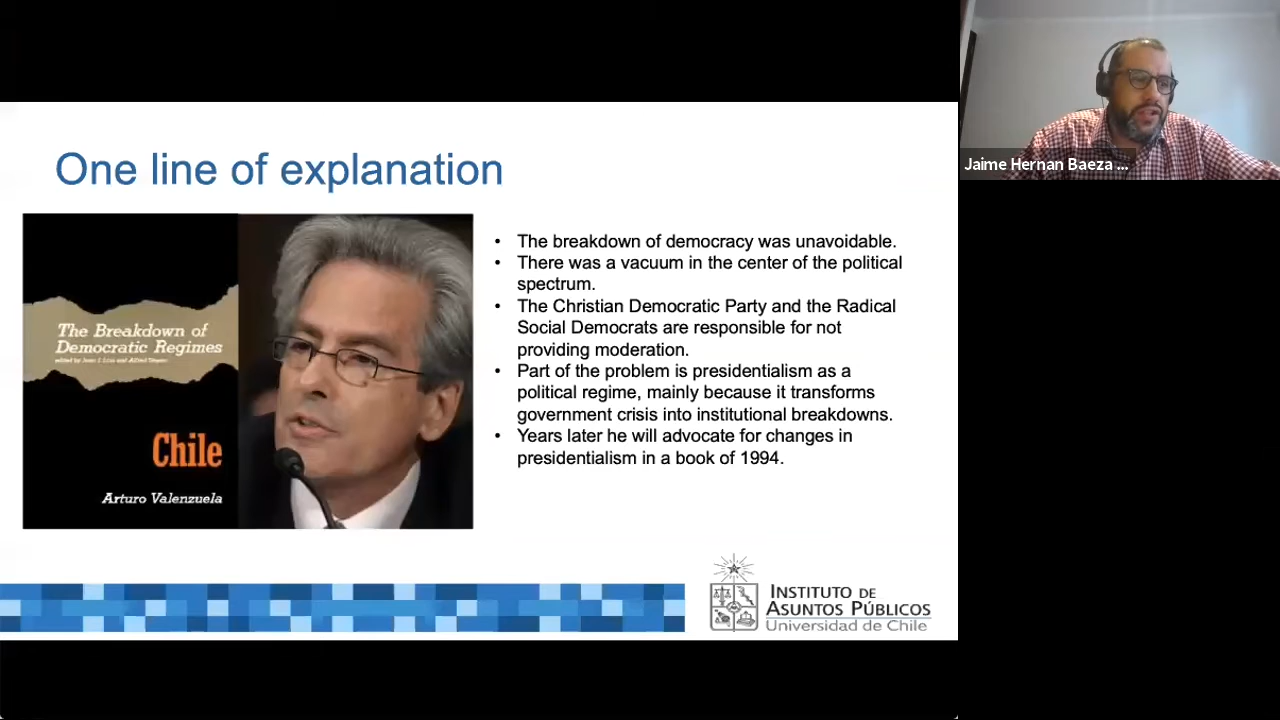 One line of explanation
The Breakdown of
Democratic Regimes
edited by Juan J. Linz and Alfred Stepan
Chile
Arturo Valenzuela
• The breakdown of democracy was unavoidable.
• There was a vacuum in the center of the political
spectrum.
• The Christian Democratic Party and the Radical
Social Democrats are responsible for not
providing moderation.
• Part of the problem is presidentialism as a
political regime, mainly because it transforms
government crisis into institutional breakdowns.
• Years later he will advocate for changes in
presidentialism in a book of 1994.
INSTITUTO DE
ASUNTOS PÚBLICOS
Universidad de Chile
Jaime Hernan Baeza ...